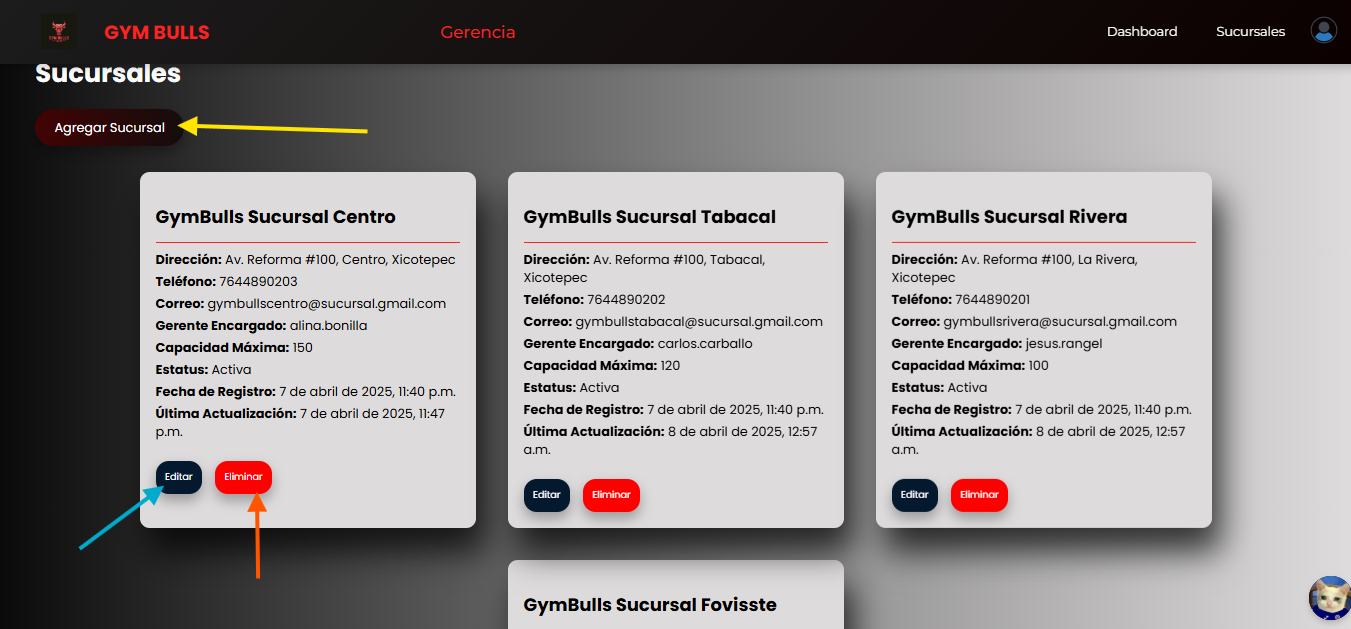 GYM BULLS
GYM BULLS
Gerencia
Dashboard
Sucursales
Sucursales
Agregar Sucursal
GymBulls Sucursal Centro
Dirección: Av. Reforma #100, Centro, Xicotepec
Teléfono: 7644890203
Correo: gymbullscentro@sucursal.gmail.com
Gerente Encargado: alina.bonilla
Capacidad Máxima: 150
Estatus: Activa
Fecha de Registro: 7 de abril de 2025, 11:40 p.m.
Última Actualización: 7 de abril de 2025, 11:47
p.m.
Editar
Eliminar
GymBulls Sucursal Tabacal
Dirección: Av. Reforma #100, Tabacal,
Xicotepec
Teléfono: 7644890202
Correo: gymbullstabacal@sucursal.gmail.com
Gerente Encargado: carlos.carballo
Capacidad Máxima: 120
Estatus: Activa
Fecha de Registro: 7 de abril de 2025, 11:40 p.m.
Última Actualización: 8 de abril de 2025, 12:57
a.m.
Editar
Eliminar
GymBulls Sucursal Rivera
Dirección: Av. Reforma #100, La Rivera,
Xicotepec
Teléfono: 7644890201
Correo: gymbullsrivera@sucursal.gmail.com
Gerente Encargado: jesus.rangel
Capacidad Máxima: 100
Estatus: Activa
Fecha de Registro: 7 de abril de 2025, 11:40 p.m.
Última Actualización: 8 de abril de 2025, 12:57
a.m.
Editar
Eliminar
GymBulls Sucursal Fovisste